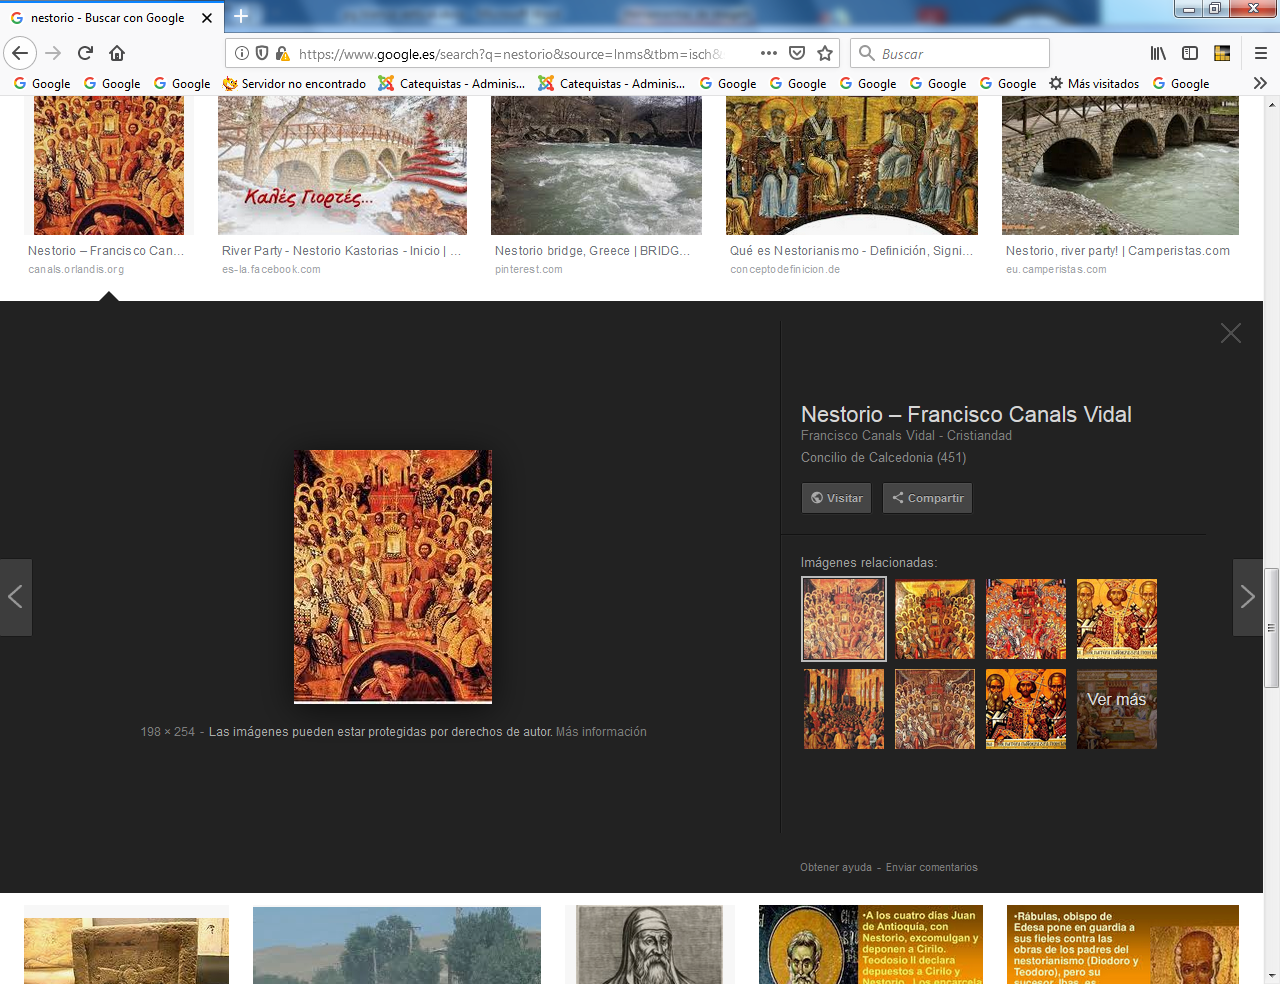 nestorio - Buscar con Google
https://www.google.es/search?q=nestorio&source=lnms&tbm=isch&
Buscar
Google
Google
Google
Servidor no encontrado
Catequistas - Adminis...
Catequistas - Adminis...
Google
Google
Google
Google
Google
Más visitados
Google
Καλές Γιορτές...
Nestorio – Francisco Can...
canals.orlandis.org
River Party - Nestorio Kastorias - Inicio | ...
es-la.facebook.com
Nestorio bridge, Greece | BRIDG...
pinterest.com
Qué es Nestorianismo - Definición, Signi...
conceptodefinicion.de
Nestorio, river party! | Camperistas.com
eu.camperistas.com
Nestorio – Francisco Canals Vidal
Francisco Canals Vidal - Cristiandad
Concilio de Calcedonia (451)
Visitar
Compartir
Imágenes relacionadas:
Ver más
198 × 254 - Las imágenes pueden estar protegidas por derechos de autor. Más información
Obtener ayuda - Enviar comentarios
•A los cuatro días Juan
de Antioquía, con
Nestorio, excomulgan y
deponen a Cirilo.
Teodosio II declara
depuestos a Cirilo y
Nestorio. Los encarcela
•Rábulas, obispo de
Edesa pone en guardia a
sus fieles contra las
obras de los padres del
nestorianismo (Diodoro y
Teodoro), pero su
sucesor, Ibas, es